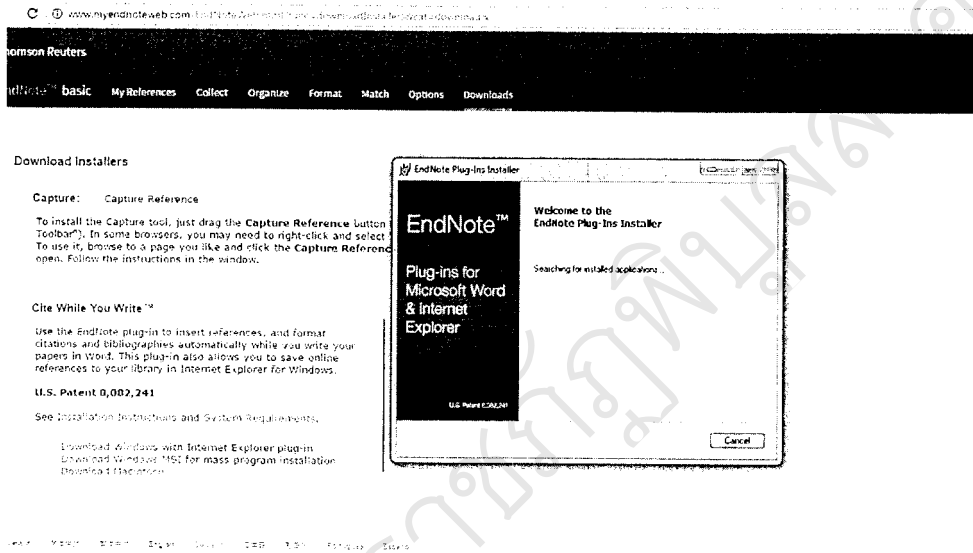 www.myendnoteweb.com
Thomson Reuters
EndNote™ basic My References Collect Organize Format Match Options Downloads
Download Installers
Capture: Capture Reference
To install the Capture tool, just drag the Capture Reference button
Toolbar"). In some browsers, you may need to right-click and select
To use it, browse to a page you like and click the Capture Referenc
open. Follow the instructions in the window.
Cite While You Write™
Use the EndNote plug-in to insert references, and format
citations and bibliographies automatically while you write your
papers in Word. This plug-in also allows you to save online
references to your library in Internet Explorer for Windows.
U.S. Patent 8,082,241
See Installation Instructions and System Requirements.
Download Windows with Internet Explorer plug-in
Download Windows MSI for mass program installation
Download Macintosh
EndNote Plug-Ins Installer
EndNote™
Plug-ins for
Microsoft Word
& Internet
Explorer
U.S. Patent 8,082,241
Welcome to the
EndNote Plug-Ins Installer
Searching for installed applications...
Cancel